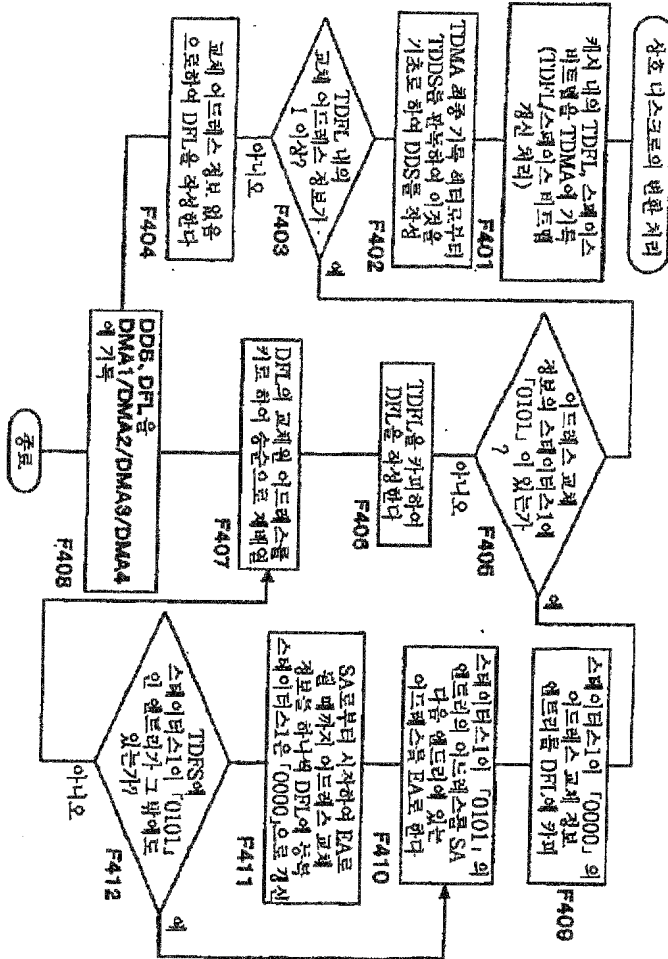 상호 디스크로의 변환 처리
캐시 내의 TDFL, 스페이스
비트맵을 TDMA에 기록
(TDFL/스페이스 비트맵
갱신 처리)
F401
TDMA 최종 기록 섹터로부터
TDDS를 판독하여 이것을
기초로 하여 DDS를 작성
F402
TDFL 내의
교체 어드레스 정보가
1 이상?
F403
예
아니오
교체 어드레스 정보 없음
으로하여 DFL을 작성한다
F404
어드레스 교체
정보의 스테이터스1에
「0101」이 있는가
?
F405
예
아니오
TDFL을 카피하여
DFL을 작성한다
F406
DFL의 교체원 어드레스를
키로 하여 승순으로 재배열
F407
DDS, DFL을
DMA1/DMA2/DMA3/DMA4
에 기록
F408
종료
스테이터스1이 「0000」의
어드레스 교체 정보
엔트리를 DFL에 카피
F409
스테이터스1이 「0101」의
엔트리의 어드레스를 SA
다음 엔트리에 있는
어드레스를 EA로 한다
F410
SA로부터 시작하여 EA로
될 때까지 어드레스 교체
정보를 하나씩 DFL에 등록
스테이터스1은 「0000」으로 갱신
F411
TDFS에
스테이터스1이 「0101」
인 엔트리가 그 밖에도
있는가?
F412
예
아니오